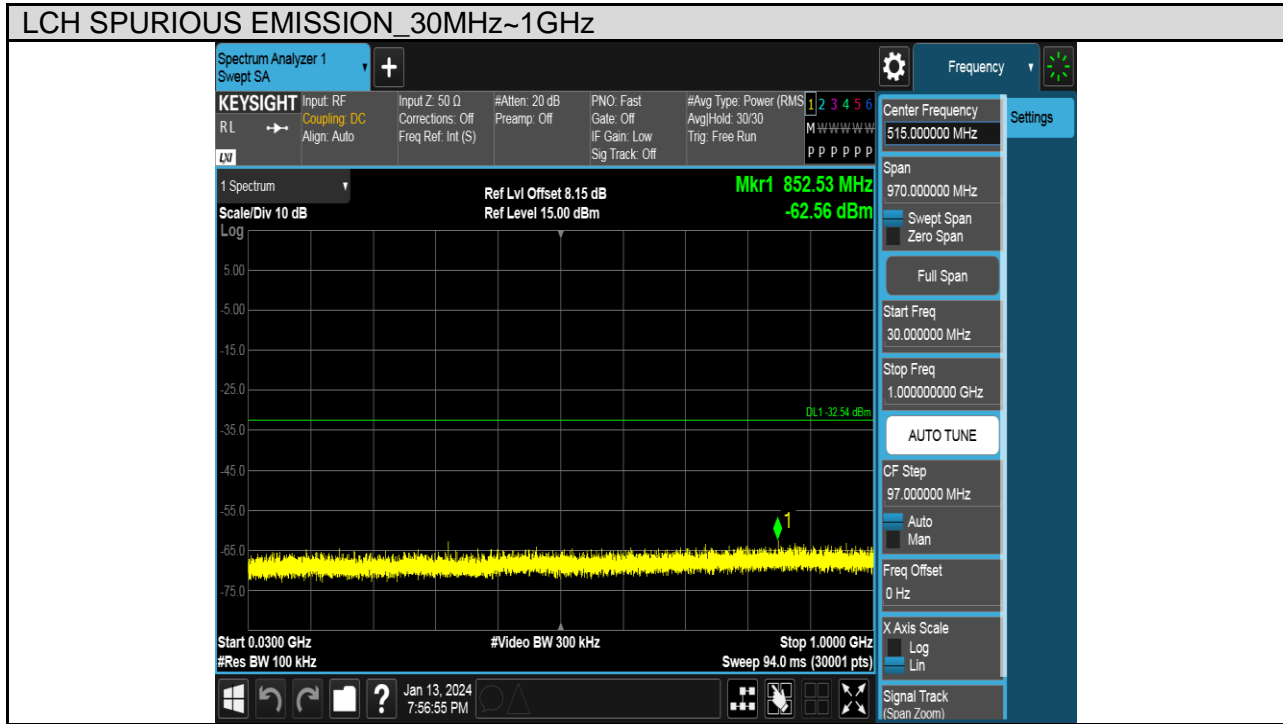 LCH SPURIOUS EMISSION_30MHz~1GHz
Spectrum Analyzer 1
Swept SA
+
Frequency
KEYSIGHT
RL
LXI
Input: RF
Coupling: DC
Align: Auto
Input Z: 50 Ω
Corrections: Off
Freq Ref: Int (S)
#Atten: 20 dB
Preamp: Off
PNO: Fast
Gate: Off
IF Gain: Low
Sig Track: Off
#Avg Type: Power (RMS
Avg|Hold: 30/30
Trig: Free Run
1 2 3 4 5 6
M W W W W W
P P P P P P
Center Frequency
515.000000 MHz
Settings
1 Spectrum
Scale/Div 10 dB
Log
Ref Lvl Offset 8.15 dB
Ref Level 15.00 dBm
Mkr1 852.53 MHz
-62.56 dBm
Span
970.000000 MHz
Swept Span
Zero Span
Full Span
Start Freq
30.000000 MHz
Stop Freq
1.000000000 GHz
AUTO TUNE
CF Step
97.000000 MHz
Auto
Man
Freq Offset
0 Hz
X Axis Scale
Log
Lin
Signal Track
(Span Zoom)
5.00
-5.00
-15.0
-25.0
DL1 -32.54 dBm
-35.0
-45.0
-55.0
1
-65.0
-75.0
Start 0.0300 GHz
#Video BW 300 kHz
Stop 1.0000 GHz
#Res BW 100 kHz
Sweep 94.0 ms (30001 pts)
?
Jan 13, 2024
7:56:55 PM